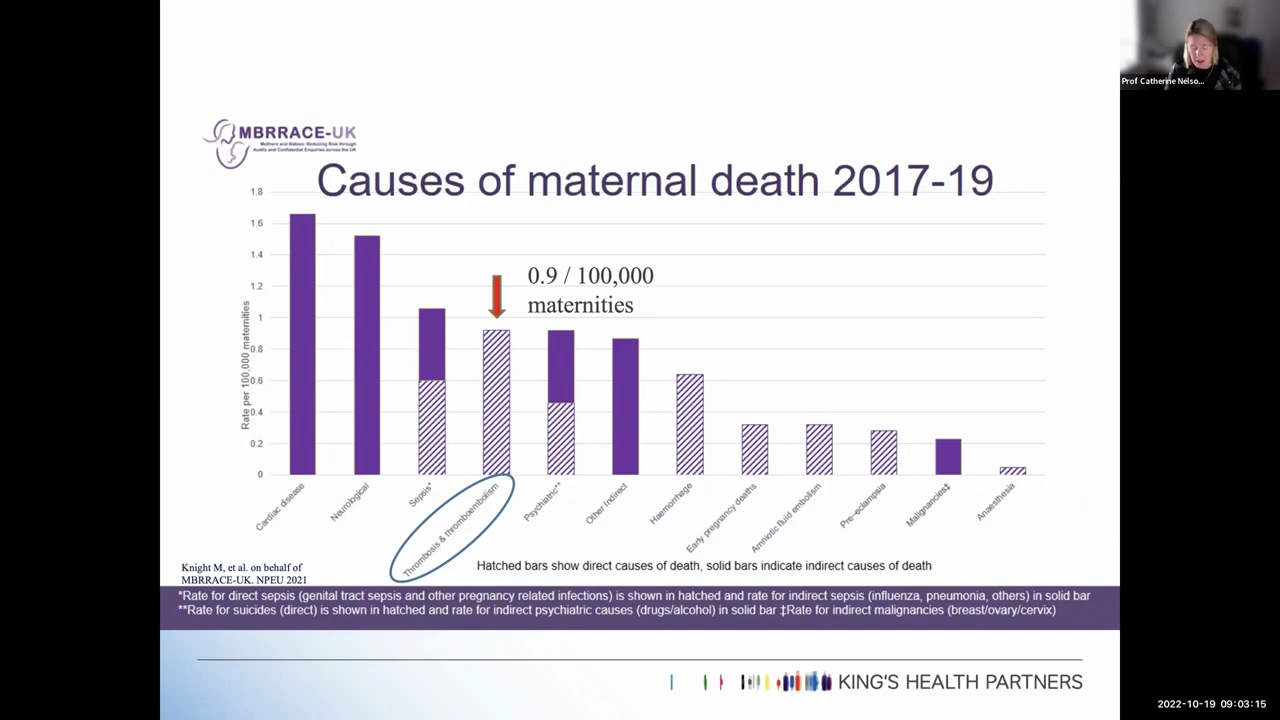 Prof Catherine Nelso...
MBRRACE-UK
Mothers and Babies: Reducing Risk through
Audits and Confidential Enquiries across the UK
Causes of maternal death 2017-19
Rate per 100,000 maternities
1.8
1.6
1.4
1.2
1
0.8
0.6
0.4
0.2
0
0.9 / 100,000
maternities
Cardiac disease
Neurological
Sepsis*
Thrombosis & thromboembolism
Psychiatric**
Other Indirect
Haemorrhage
Early pregnancy deaths
Amniotic fluid embolism
Pre-eclampsia
Malignancies‡
Anaesthesia
Knight M, et al. on behalf of
MBRRACE-UK. NPEU 2021
Hatched bars show direct causes of death, solid bars indicate indirect causes of death
*Rate for direct sepsis (genital tract sepsis and other pregnancy related infections) is shown in hatched and rate for indirect sepsis (influenza, pneumonia, others) in solid bar
**Rate for suicides (direct) is shown in hatched and rate for indirect psychiatric causes (drugs/alcohol) in solid bar ‡Rate for indirect malignancies (breast/ovary/cervix)
KING'S HEALTH PARTNERS
2022-10-19 09:03:15